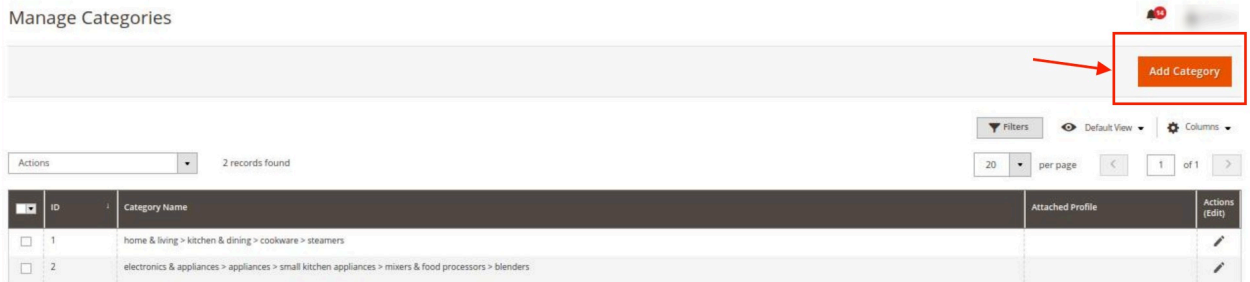 Manage Categories
14
Add Category
Filters
Default View
Columns
Actions
2 records found
20
per page
1
of 1
ID
Category Name
Attached Profile
Actions
(Edit)
1
home & living > kitchen & dining > cookware > steamers
2
electronics & appliances > appliances > small kitchen appliances > mixers & food processors > blenders